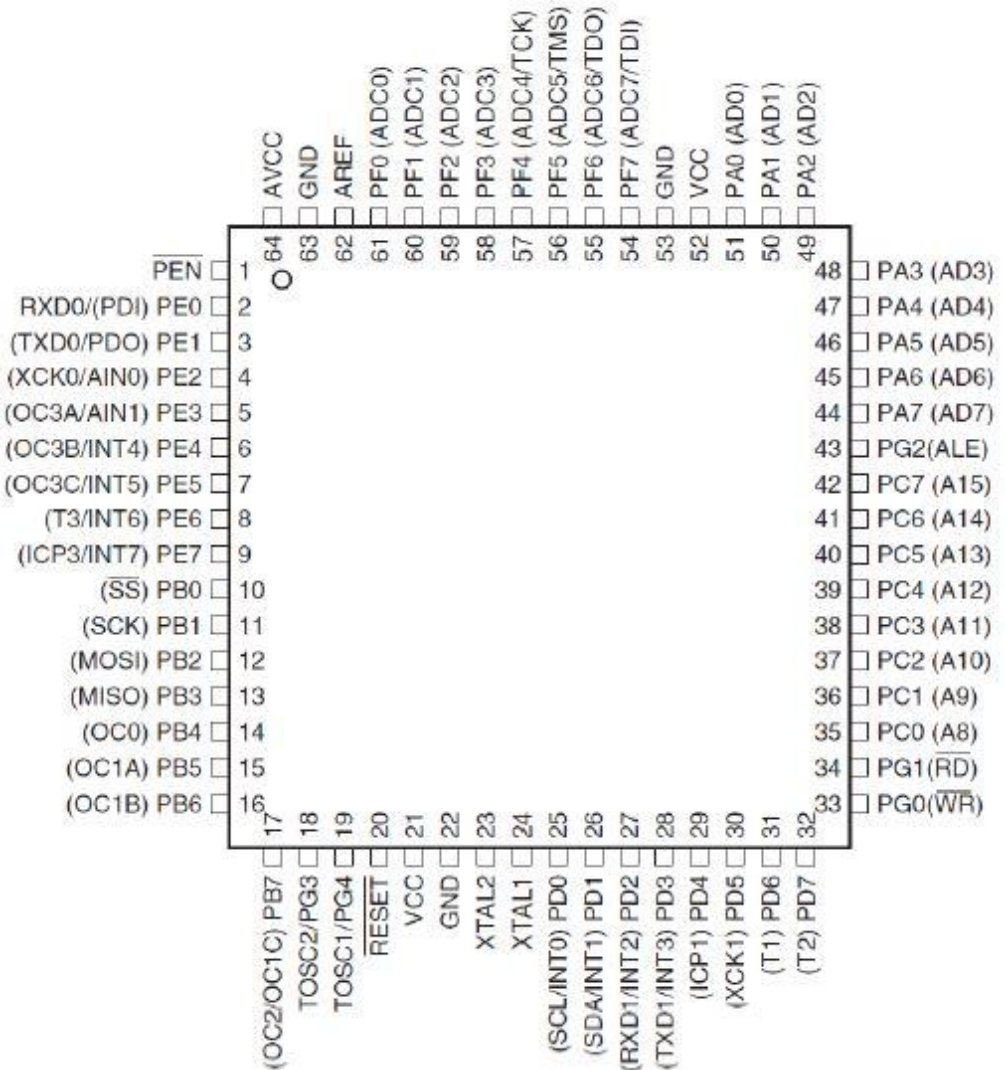 AVCC
GND
AREF
PF0 (ADC0)
PF1 (ADC1)
PF2 (ADC2)
PF3 (ADC3)
PF4 (ADC4/TCK)
PF5 (ADC5/TMS)
PF6 (ADC6/TDO)
PF7 (ADC7/TDI)
GND
VCC
PA0 (AD0)
PA1 (AD1)
PA2 (AD2)
64
63
62
61
60
59
58
57
56
55
54
53
52
51
50
49
PEN 1
RXD0/(PDI) PE0 2
(TXD0/PDO) PE1 3
(XCK0/AIN0) PE2 4
(OC3A/AIN1) PE3 5
(OC3B/INT4) PE4 6
(OC3C/INT5) PE5 7
(T3/INT6) PE6 8
(ICP3/INT7) PE7 9
(SS) PB0 10
(SCK) PB1 11
(MOSI) PB2 12
(MISO) PB3 13
(OC0) PB4 14
(OC1A) PB5 15
(OC1B) PB6 16
48 PA3 (AD3)
47 PA4 (AD4)
46 PA5 (AD5)
45 PA6 (AD6)
44 PA7 (AD7)
43 PG2(ALE)
42 PC7 (A15)
41 PC6 (A14)
40 PC5 (A13)
39 PC4 (A12)
38 PC3 (A11)
37 PC2 (A10)
36 PC1 (A9)
35 PC0 (A8)
34 PG1(RD)
33 PG0(WR)
17
18
19
20
21
22
23
24
25
26
27
28
29
30
31
32
(OC2/OC1C) PB7
TOSC2/PG3
TOSC1/PG4
RESET
VCC
GND
XTAL2
XTAL1
(SCL/INT0) PD0
(SDA/INT1) PD1
(RXD1/INT2) PD2
(TXD1/INT3) PD3
(ICP1) PD4
(XCK1) PD5
(T1) PD6
(T2) PD7